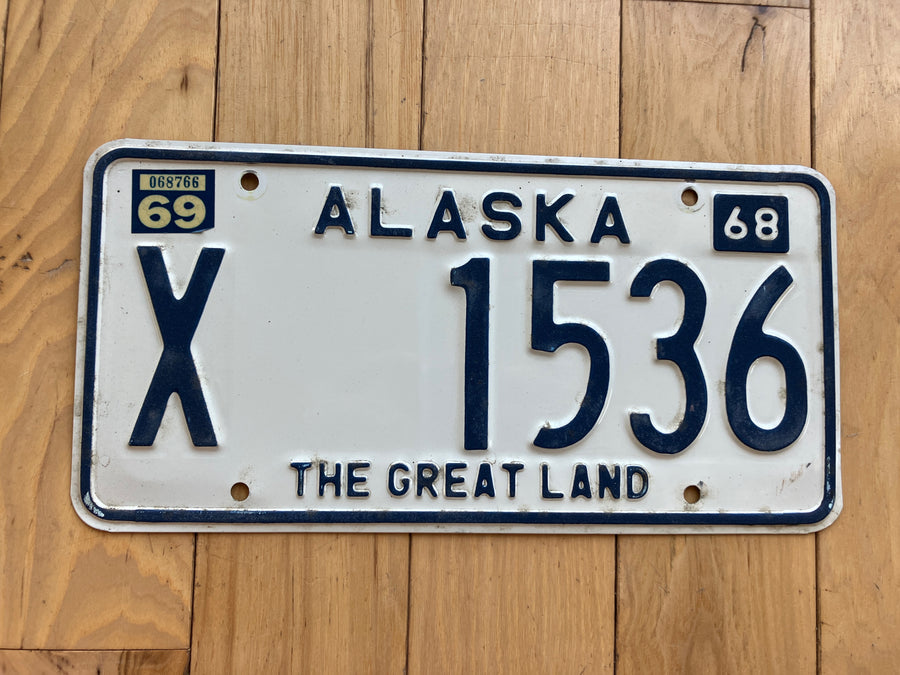 068766
69
ALASKA
68
X 1536
THE GREAT LAND